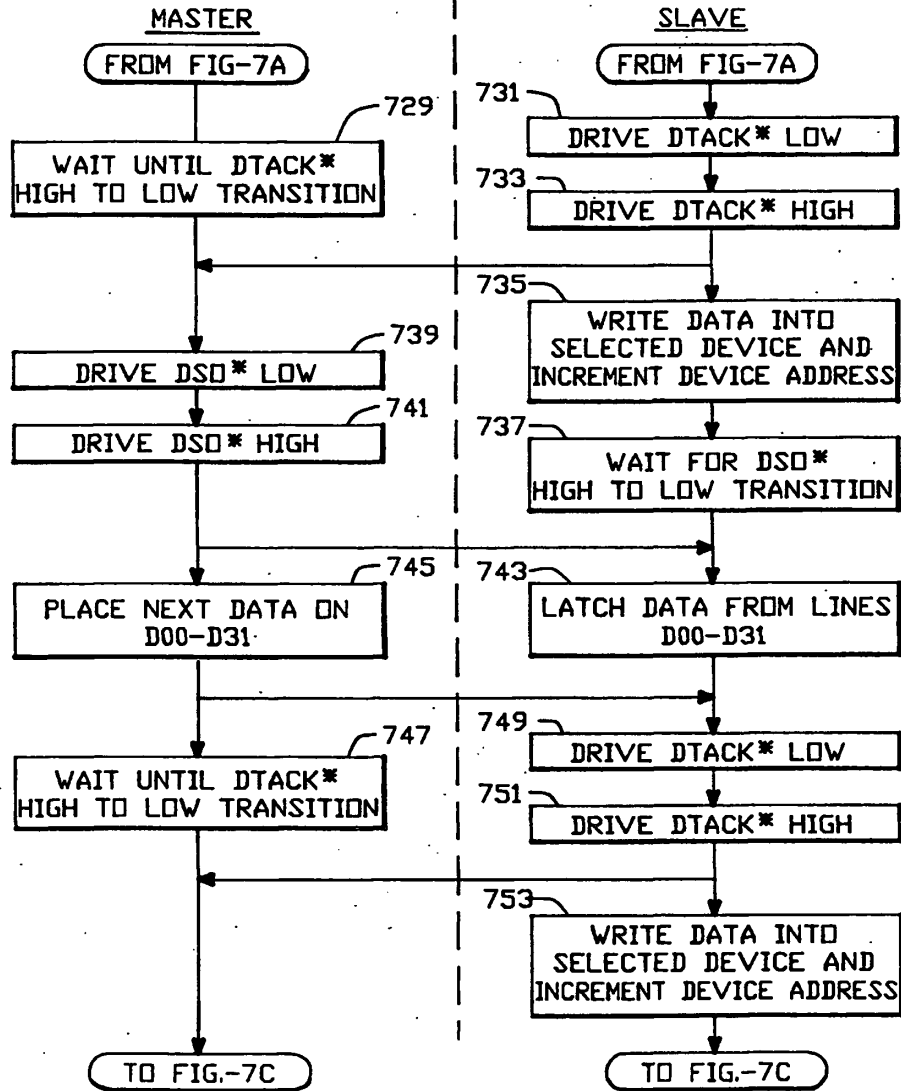 MASTER
SLAVE
FROM FIG-7A
FROM FIG-7A
729
WAIT UNTIL DTACK*
HIGH TO LOW TRANSITION
731
DRIVE DTACK* LOW
733
DRIVE DTACK* HIGH
735
WRITE DATA INTO
SELECTED DEVICE AND
INCREMENT DEVICE ADDRESS
739
DRIVE DSO* LOW
741
DRIVE DSO* HIGH
737
WAIT FOR DSO*
HIGH TO LOW TRANSITION
745
PLACE NEXT DATA ON
D00-D31
743
LATCH DATA FROM LINES
D00-D31
747
WAIT UNTIL DTACK*
HIGH TO LOW TRANSITION
749
DRIVE DTACK* LOW
751
DRIVE DTACK* HIGH
753
WRITE DATA INTO
SELECTED DEVICE AND
INCREMENT DEVICE ADDRESS
TO FIG.-7C
TO FIG.-7C